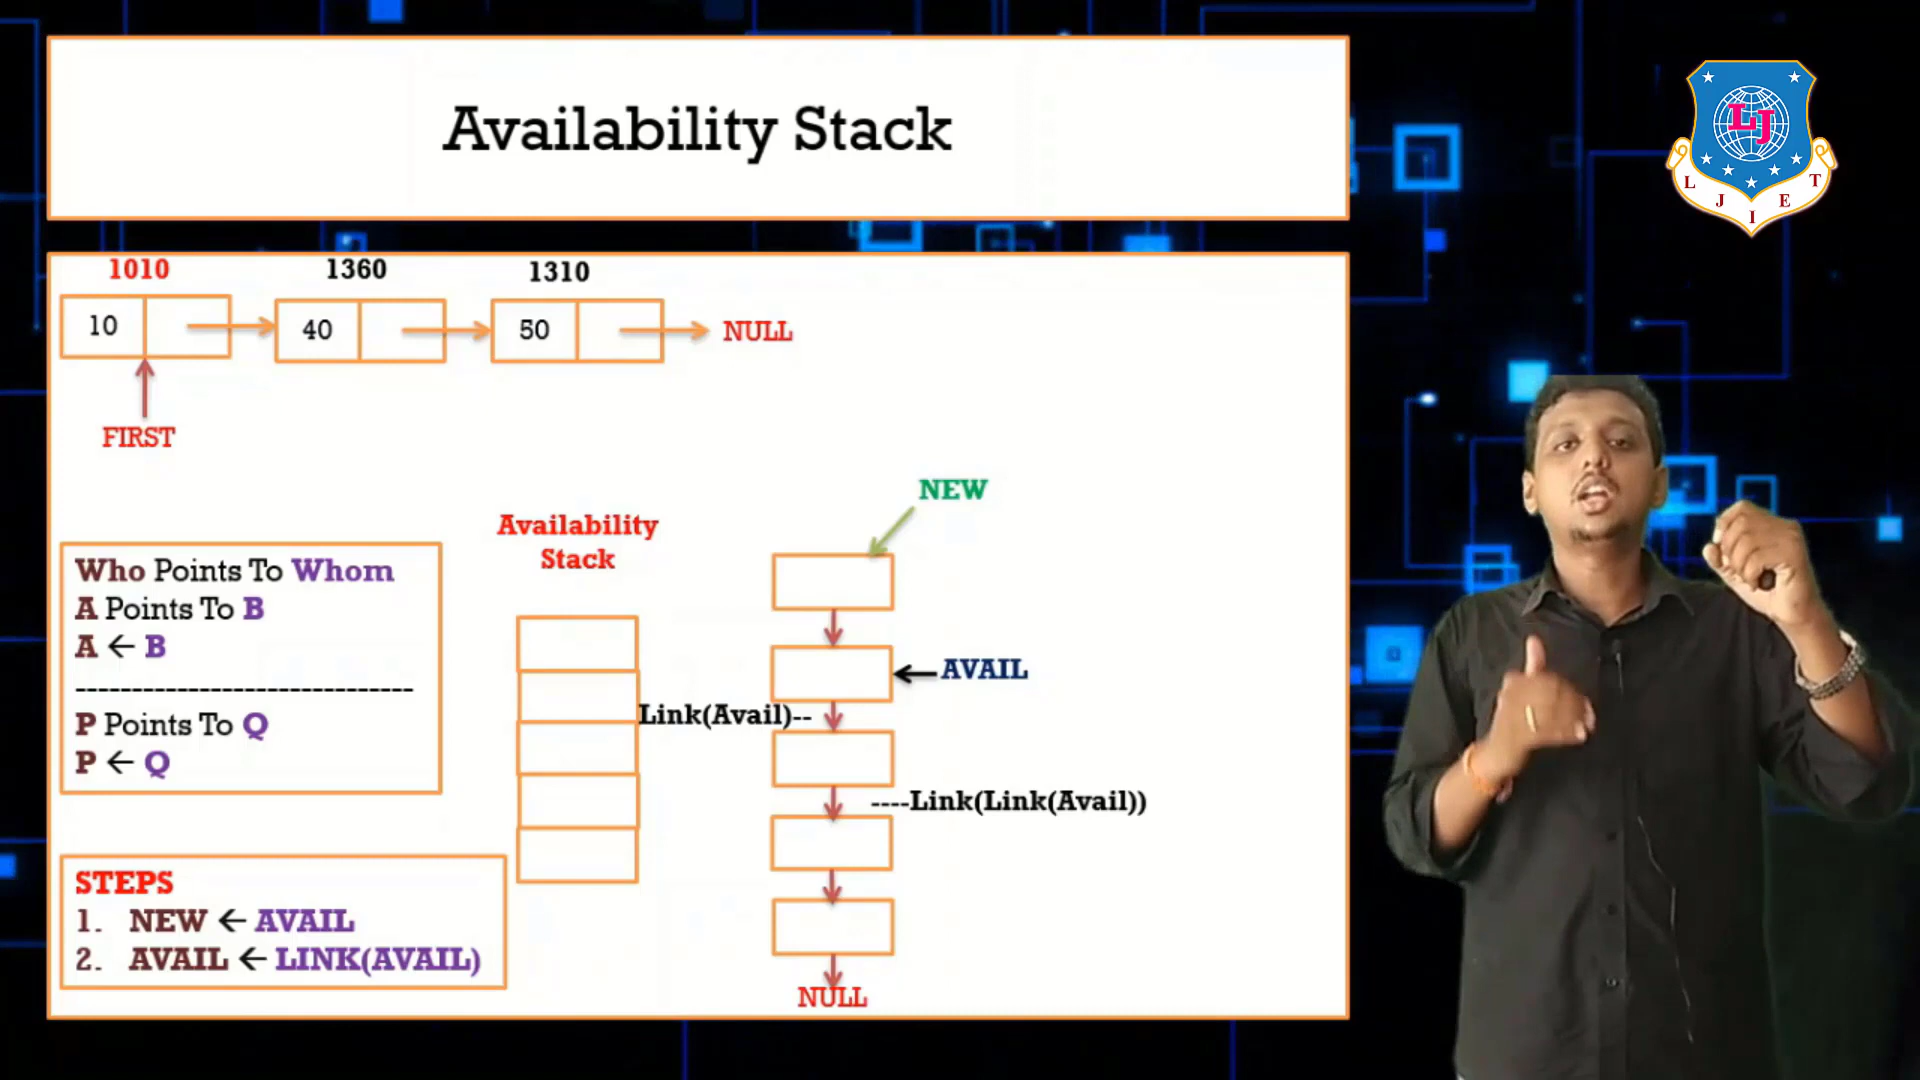 Availability Stack
L J I E T
LJ
1010 1360 1310
10 40 50 NULL
FIRST
NEW
Availability
Stack
Who Points To Whom
A Points To B
A ← B
------------------------------
P Points To Q
P ← Q
AVAIL
Link(Avail)--
----Link(Link(Avail))
STEPS
1. NEW ← AVAIL
2. AVAIL ← LINK(AVAIL)
NULL